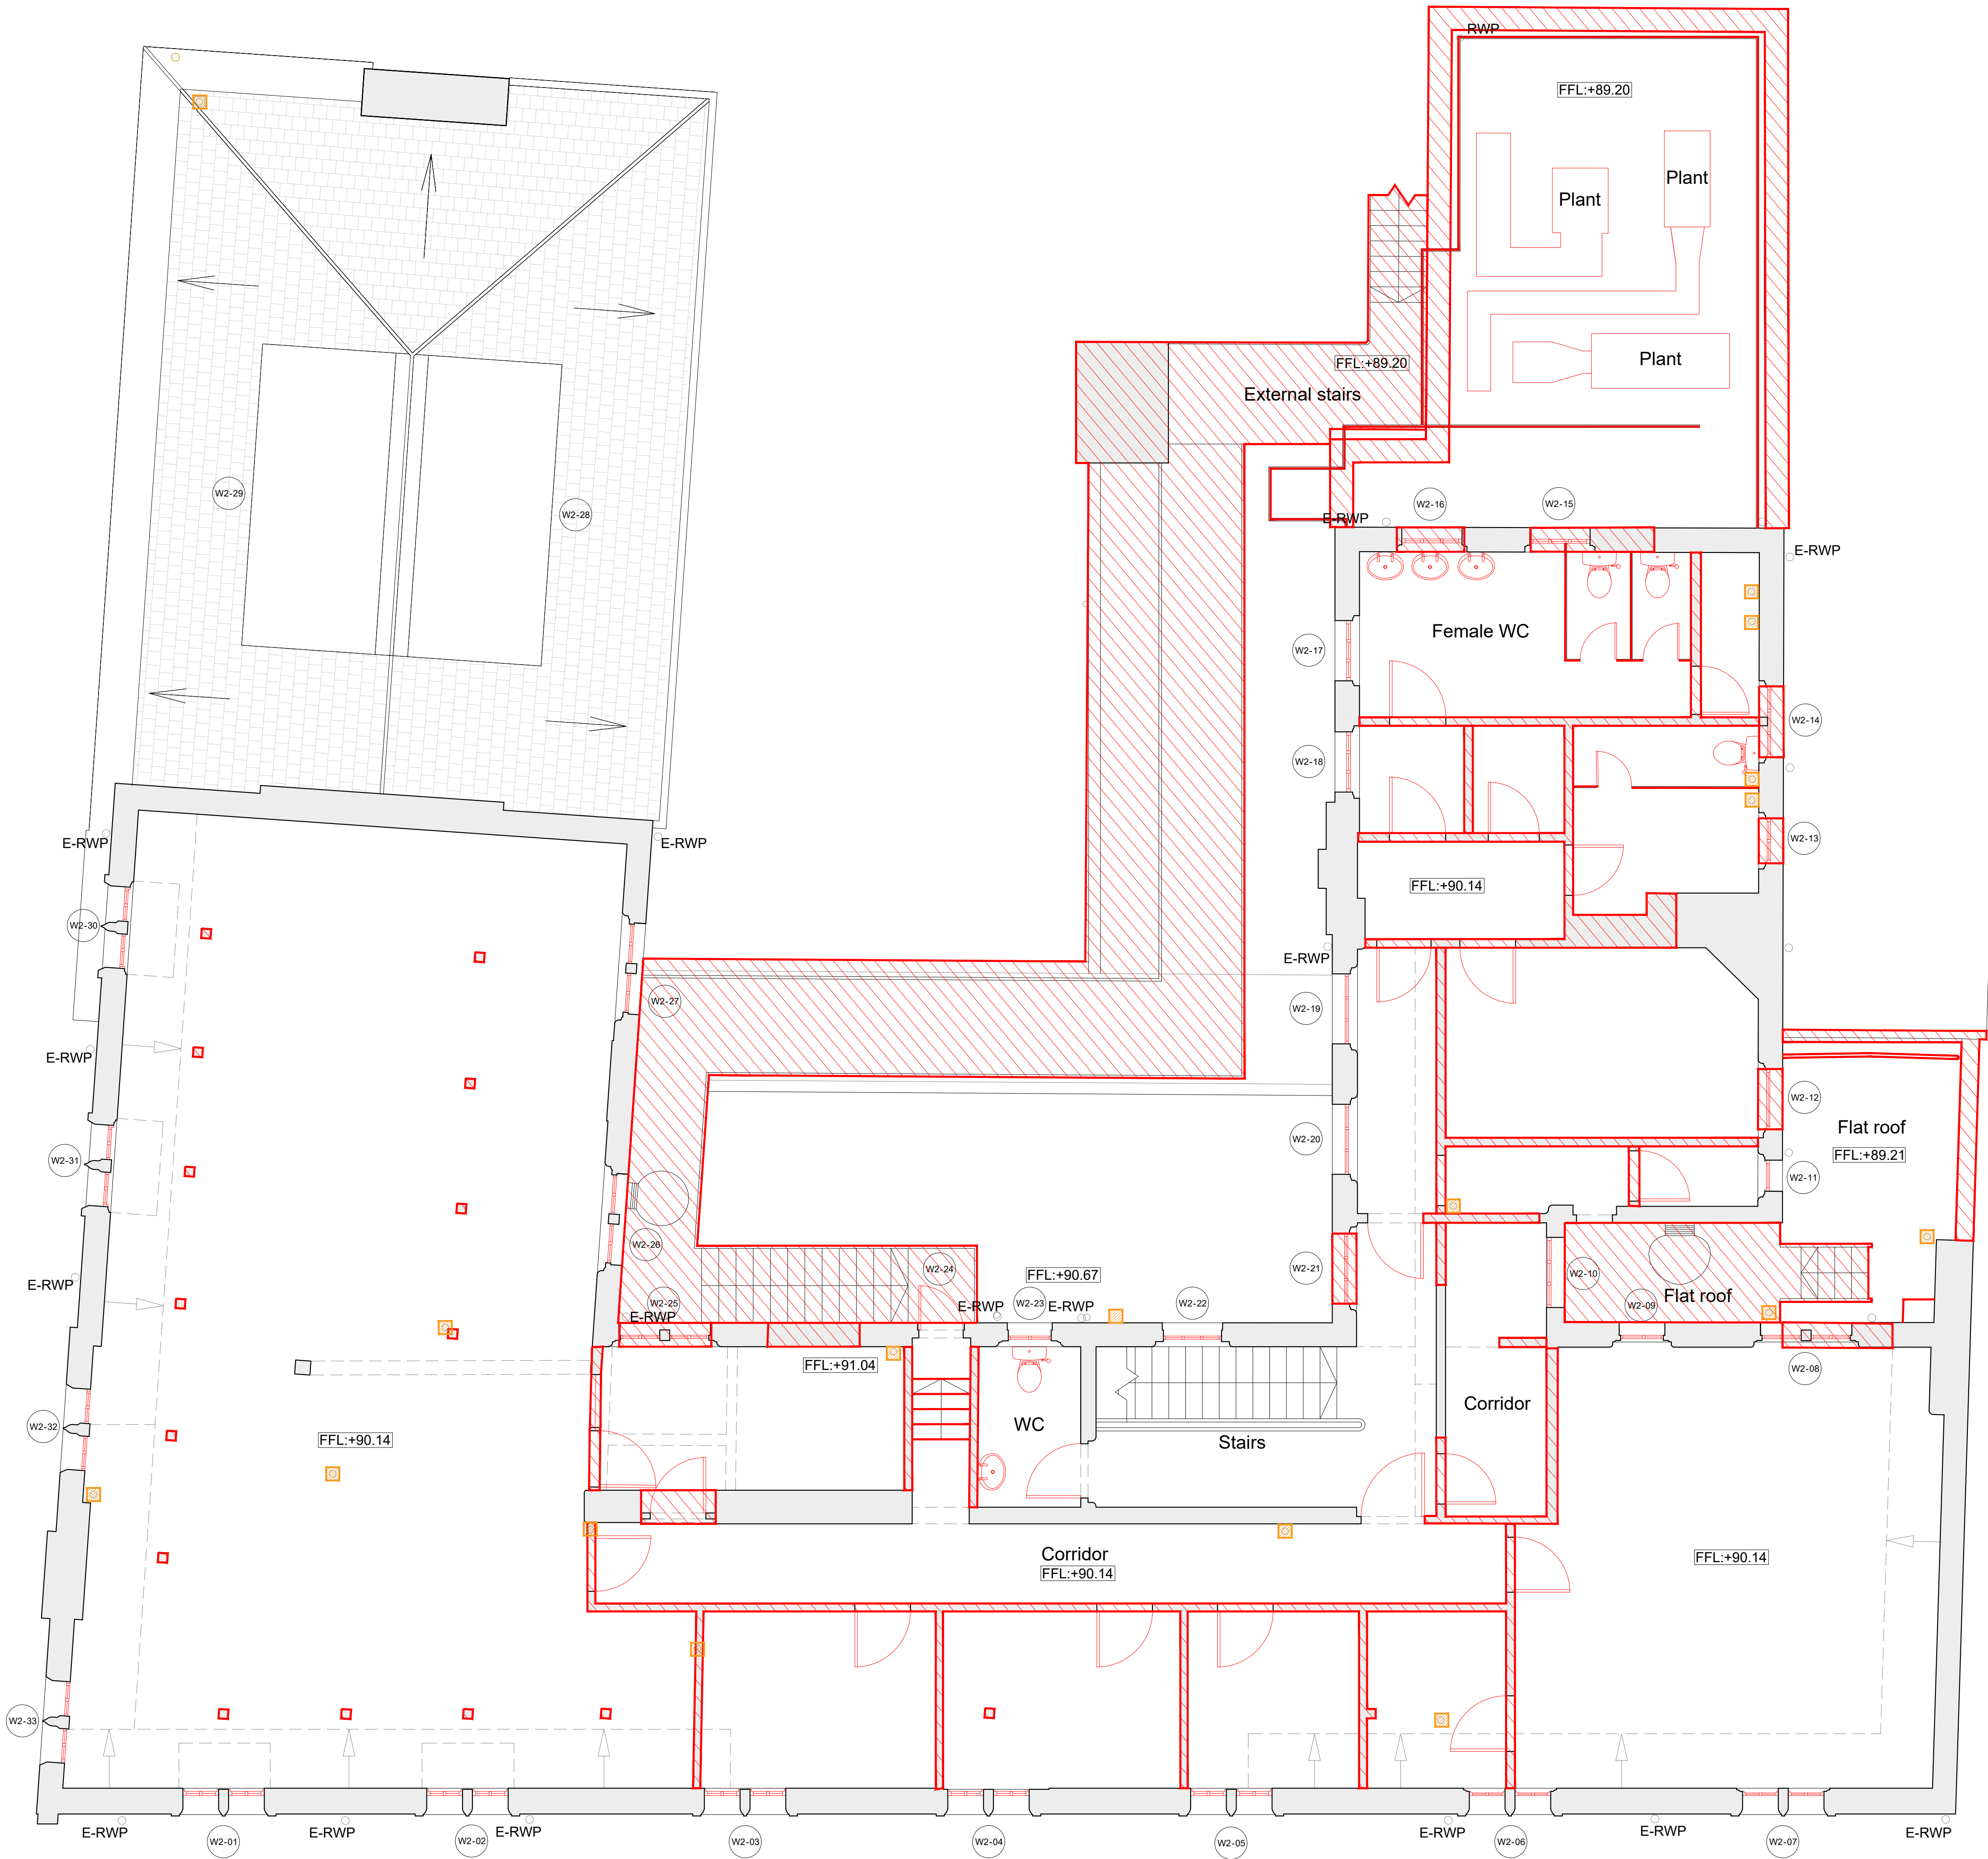 RWP
FFL:+89.20
Plant
Plant
FFL:+89.20
Plant
External stairs
W2-29
W2-28
W2-16
W2-15
E-RWP
E-RWP
Female WC
W2-17
W2-14
W2-18
E-RWP
E-RWP
W2-13
FFL:+90.14
W2-30
E-RWP
W2-27
W2-19
E-RWP
W2-12
Flat roof
FFL:+89.21
W2-31
W2-20
W2-11
W2-26
W2-24
W2-21
W2-10
E-RWP
FFL:+90.67
Flat roof
W2-25
E-RWP
E-RWP
W2-23
E-RWP
W2-22
W2-09
FFL:+91.04
W2-08
Corridor
W2-32
FFL:+90.14
WC
Stairs
Corridor
FFL:+90.14
FFL:+90.14
W2-33
E-RWP
W2-01
E-RWP
W2-02
E-RWP
W2-03
W2-04
W2-05
E-RWP
W2-06
E-RWP
W2-07
E-RWP